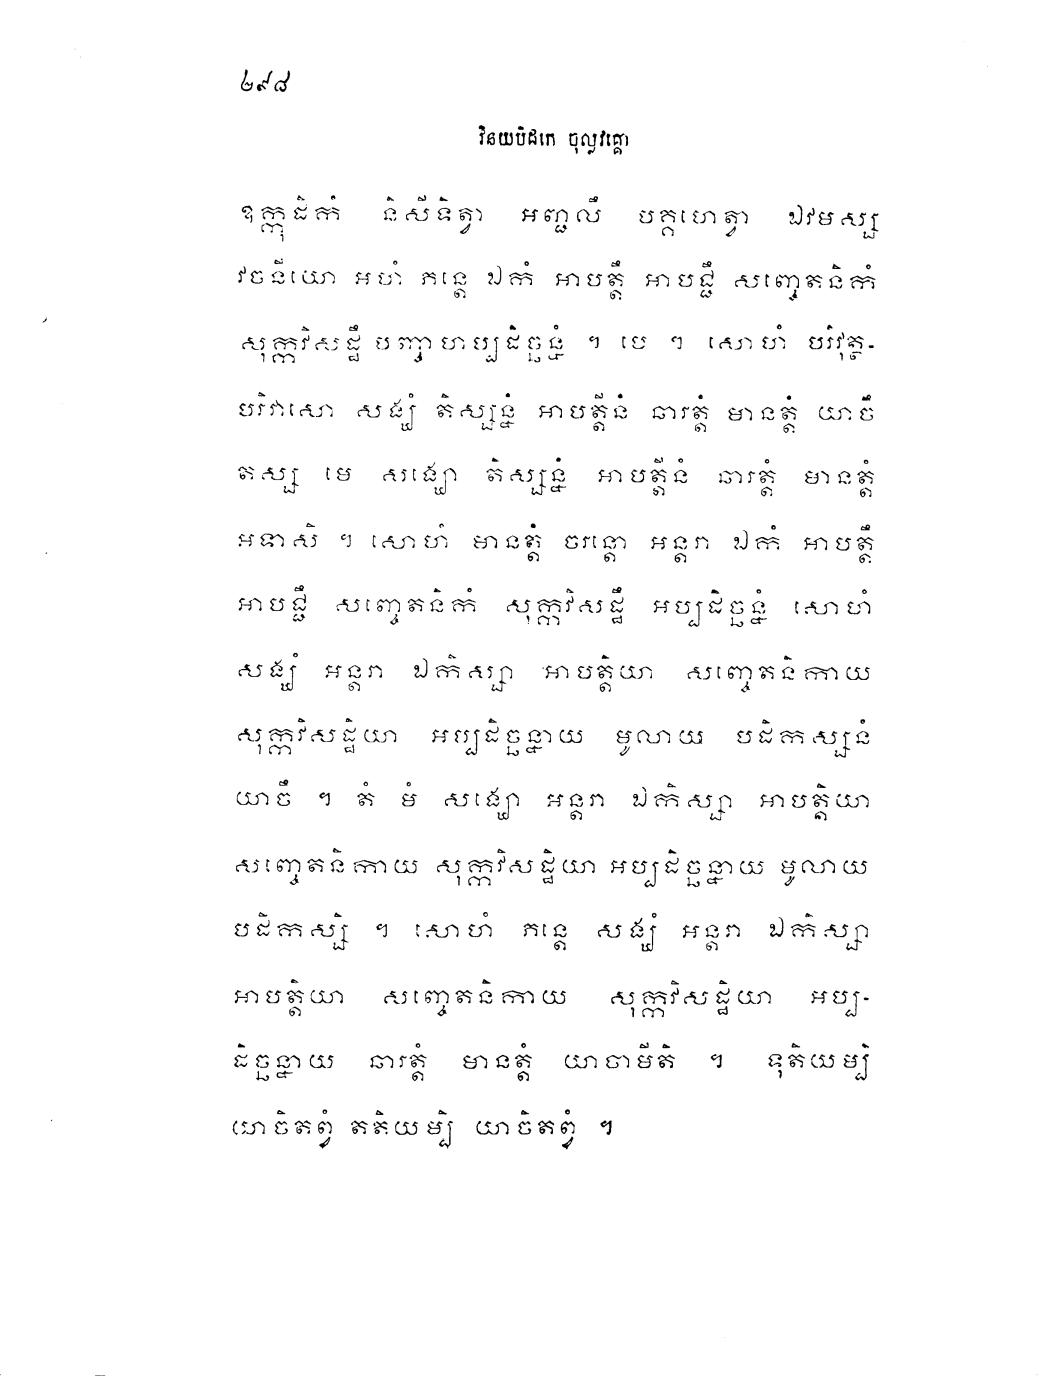 ២៩៨
វិនយបិដកេ ចុល្លវគ្គោ
ឧក្កុដិកំ និសីទិត្វា អញ្ជលឹ បគ្គហេត្វា ឯវមស្ស
វចនីយោ អហំ ភន្តេ ឯកំ អាបត្តឹ អាបជ្ជឹ សញ្ចេតនិកំ
សុក្កវិសដ្ឋឹ បញ្ចាហប្បដិច្ឆន្នំ ។ បេ ។ សោហំ បរិវុត្ថ-
បរិវាសោ សង្ឃំ តិស្សន្នំ អាបត្តីនំ ឆារត្តំ មានត្តំ យាចឹ
តស្ស មេ សង្ឃោ តិស្សន្នំ អាបត្តីនំ ឆារត្តំ មានត្តំ
អទាសិ ។ សោហំ មានត្តំ ចរន្តោ អន្តរា ឯកំ អាបត្តឹ
អាបជ្ជឹ សញ្ចេតនិកំ សុក្កវិសដ្ឋឹ អប្បដិច្ឆន្នំ សោហំ
សង្ឃំ អន្តរា ឯកិស្សា អាបត្តិយា សញ្ចេតនិកាយ
សុក្កវិសដ្ឋិយា អប្បដិច្ឆន្នាយ មូលាយ បដិកស្សនំ
យាចឹ ។ តំ មំ សង្ឃោ អន្តរា ឯកិស្សា អាបត្តិយា
សញ្ចេតនិកាយ សុក្កវិសដ្ឋិយា អប្បដិច្ឆន្នាយ មូលាយ
បដិកស្សិ ។ សោហំ ភន្តេ សង្ឃំ អន្តរា ឯកិស្សា
អាបត្តិយា សញ្ចេតនិកាយ សុក្កវិសដ្ឋិយា អប្ប-
ដិច្ឆន្នាយ ឆារត្តំ មានត្តំ យាចាមីតិ ។ ទុតិយម្បិ
យាចិតព្វំ តតិយម្បិ យាចិតព្វំ ។